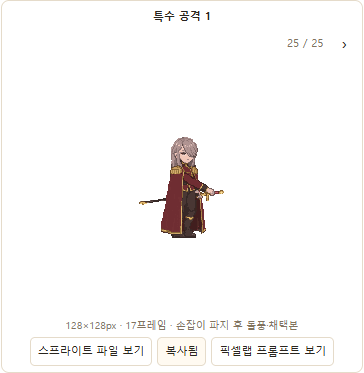 특수 공격 1
25 / 25 ›
128×128px · 17프레임 · 손잡이 파지 후 돌풍·채택본
스프라이트 파일 보기 복사됨 픽셀랩 프롬프트 보기